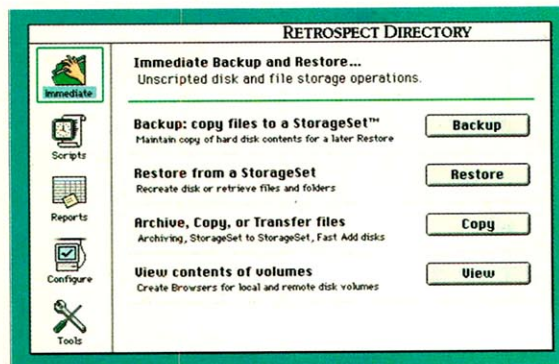 RETROSPECT DIRECTORY
Immediate
Scripts
Reports
Configure
Tools
Immediate Backup and Restore...
Unscripted disk and file storage operations.
Backup: copy files to a StorageSet™
Maintain copy of hard disk contents for a later Restore
Backup
Restore from a StorageSet
Recreate disk or retrieve files and folders
Restore
Archive, Copy, or Transfer files
Archiving, StorageSet to StorageSet, Fast Add disks
Copy
View contents of volumes
Create Browsers for local and remote disk volumes
View